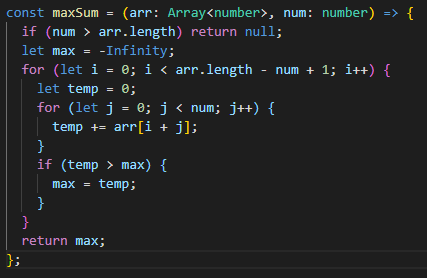 const maxSum = (arr: Array<number>, num: number) => {
  if (num > arr.length) return null;
  let max = -Infinity;
  for (let i = 0; i < arr.length - num + 1; i++) {
    let temp = 0;
    for (let j = 0; j < num; j++) {
      temp += arr[i + j];
    }
    if (temp > max) {
      max = temp;
    }
  }
  return max;
};